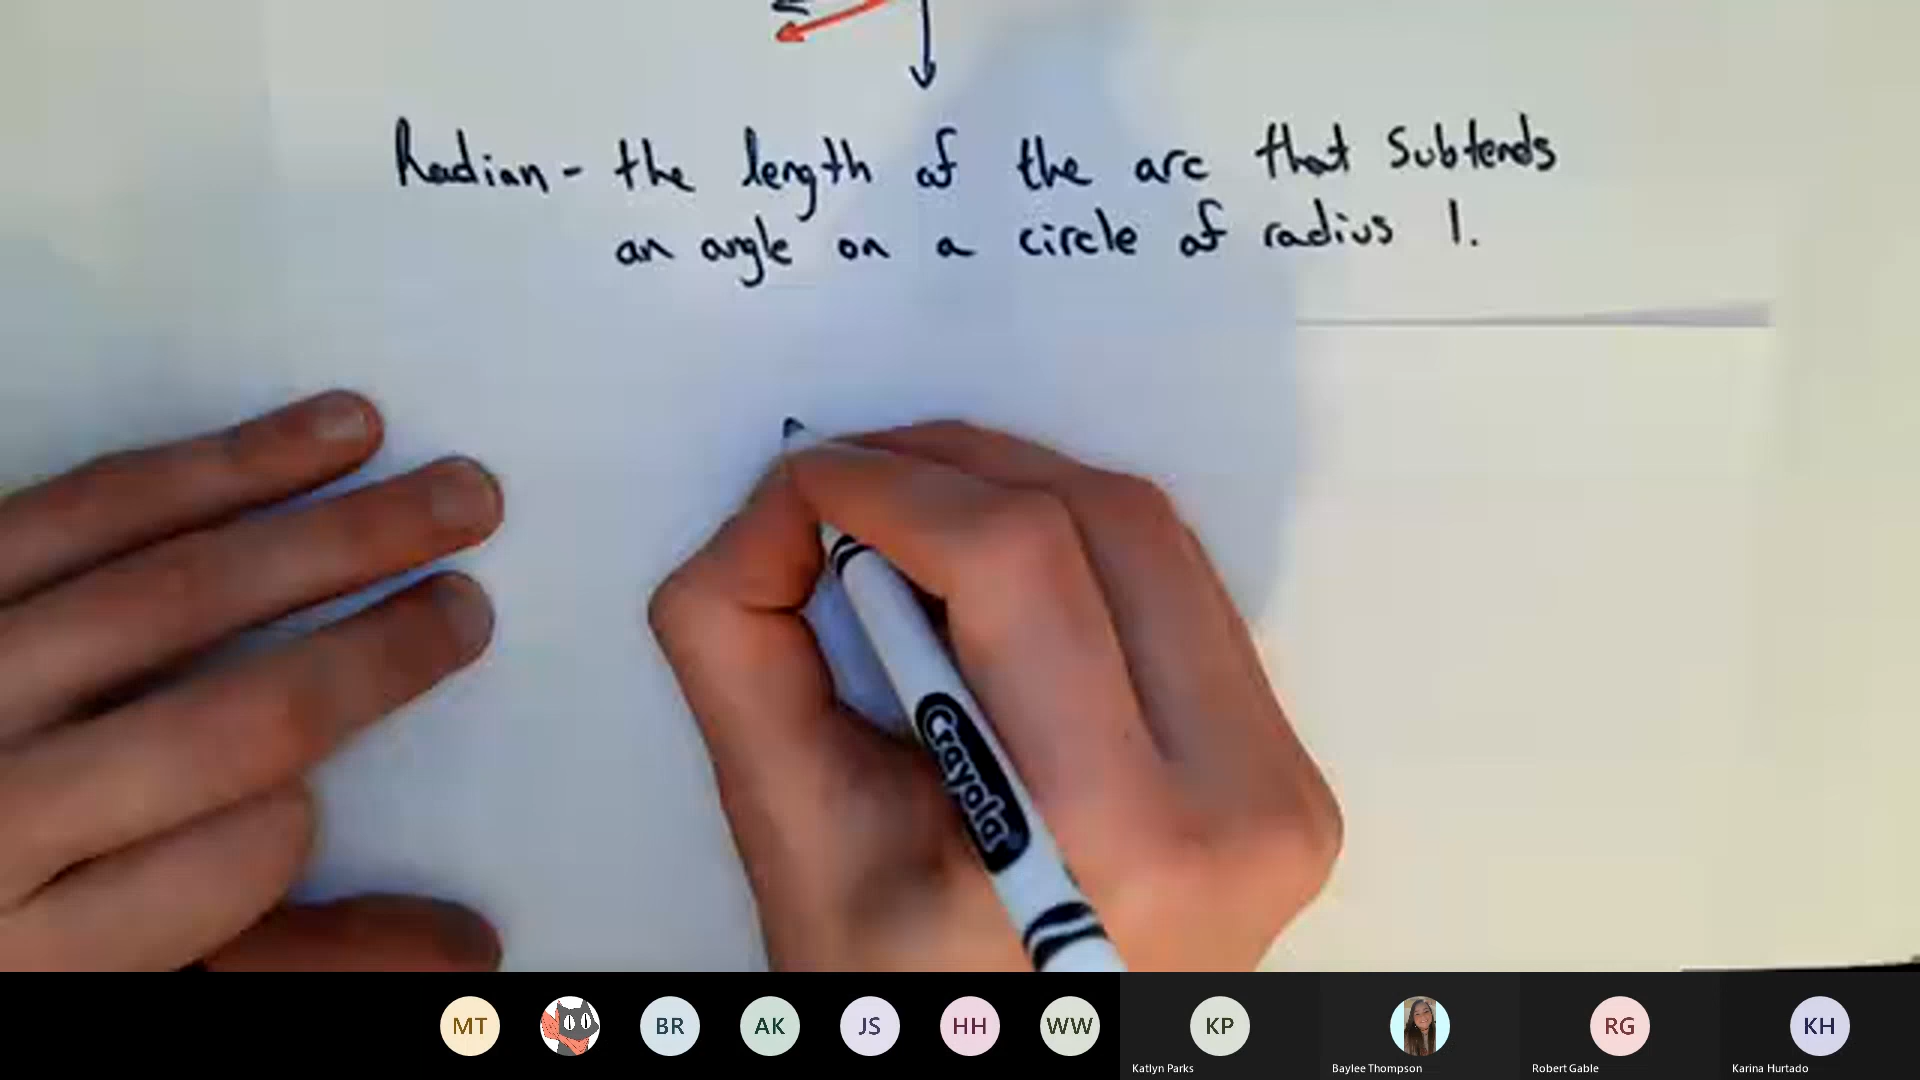 Radian - the length of the arc that Subtends
an angle on a circle of radius 1.
Crayola
MT
BR
AK
JS
HH
WW
KP
RG
KH
Katlyn Parks
Baylee Thompson
Robert Gable
Karina Hurtado